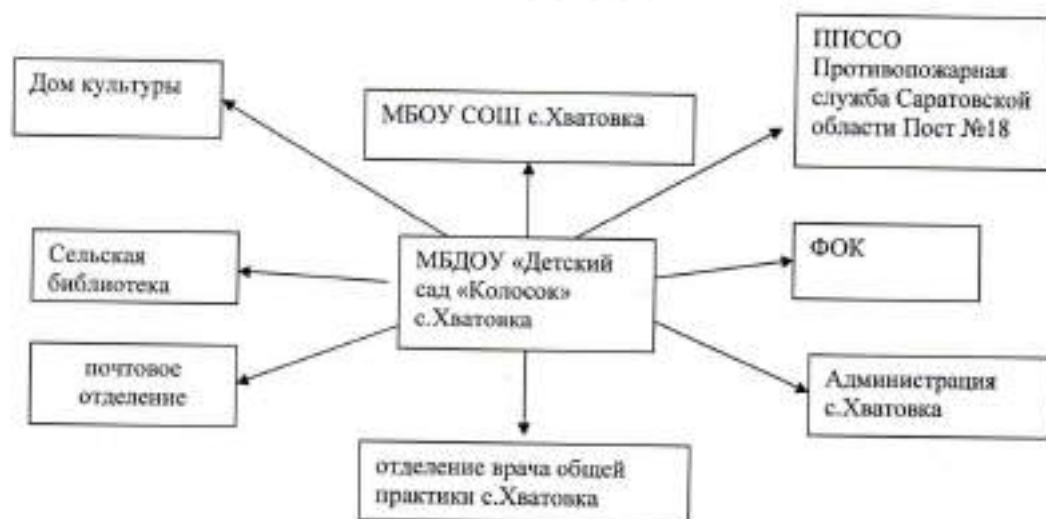 Дом культуры
МБОУ СОШ с.Хватовка
ППССО
Противопожарная
служба Саратовской
области Пост №18
Сельская
библиотека
МБДОУ «Детский
сад «Колосок»
с.Хватовка
ФОК
почтовое
отделение
Администрация
с.Хватовка
отделение врача общей
практики с.Хватовка